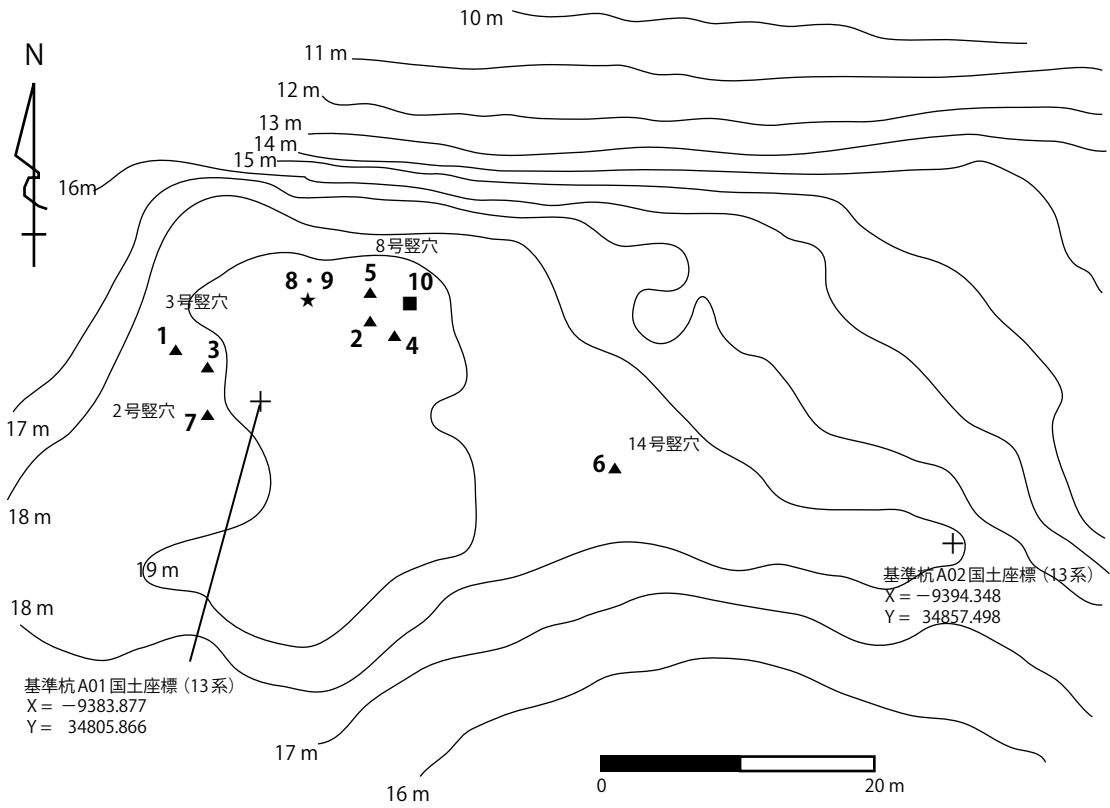 10 m
N
11 m
12 m
13 m
14 m
15 m
16m
8号竪穴
8・9
5
10
3号竪穴
1
3
2
4
2号竪穴
7
14号竪穴
6
17 m
18 m
19 m
基準杭A02国土座標（13系）
X＝−9394.348
Y＝ 34857.498
18 m
基準杭A01国土座標（13系）
X＝−9383.877
Y＝ 34805.866
17 m
16 m
0
20 m